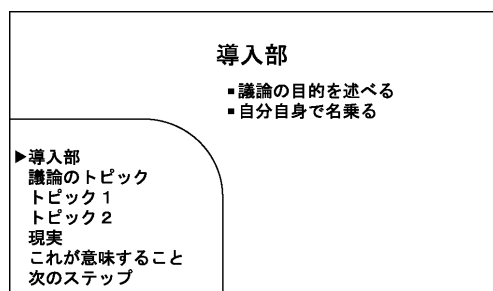 導入部
▪議論の目的を述べる
▪自分自身で名乗る
▶導入部
議論のトピック
トピック1
トピック2
現実
これが意味すること
次のステップ